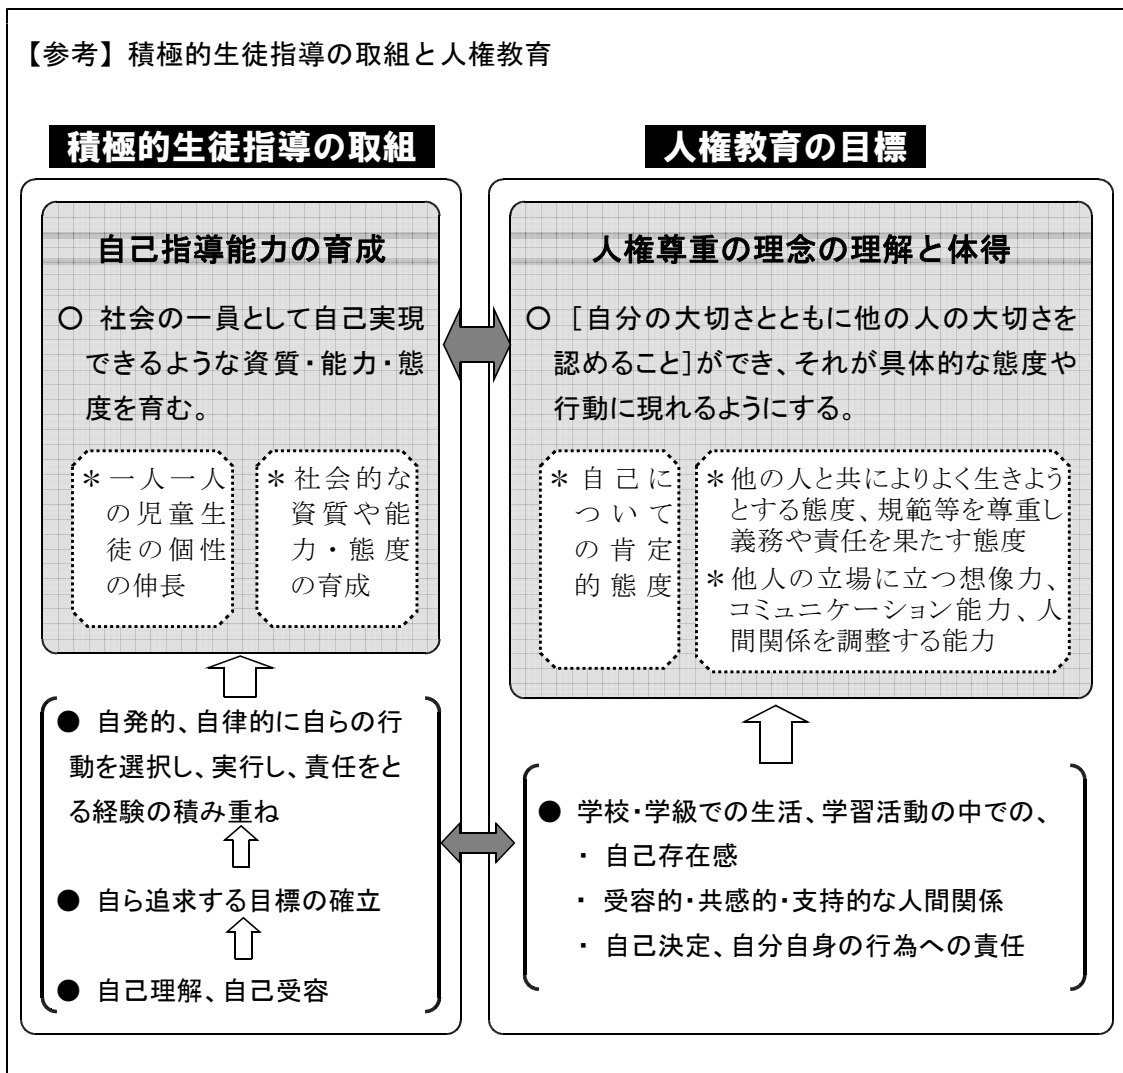 【参考】積極的生徒指導の取組と人権教育
積極的生徒指導の取組
自己指導能力の育成
○ 社会の一員として自己実現
できるような資質・能力・態
度を育む。
＊一人一人
の児童生
徒の個性
の伸長
＊社会的な
資質や能
力・態度
の育成
● 自発的、自律的に自らの行
動を選択し、実行し、責任をと
る経験の積み重ね
● 自ら追求する目標の確立
● 自己理解、自己受容
人権教育の目標
人権尊重の理念の理解と体得
○ ［自分の大切さとともに他の人の大切さを
認めること］ができ、それが具体的な態度や
行動に現れるようにする。
＊自己に
ついて
の肯定
的態度
＊他の人と共によりよく生きよう
とする態度、規範等を尊重し
義務や責任を果たす態度
＊他人の立場に立つ想像力、
コミュニケーション能力、人
間関係を調整する能力
● 学校・学級での生活、学習活動の中での、
・ 自己存在感
・ 受容的・共感的・支持的な人間関係
・ 自己決定、自分自身の行為への責任